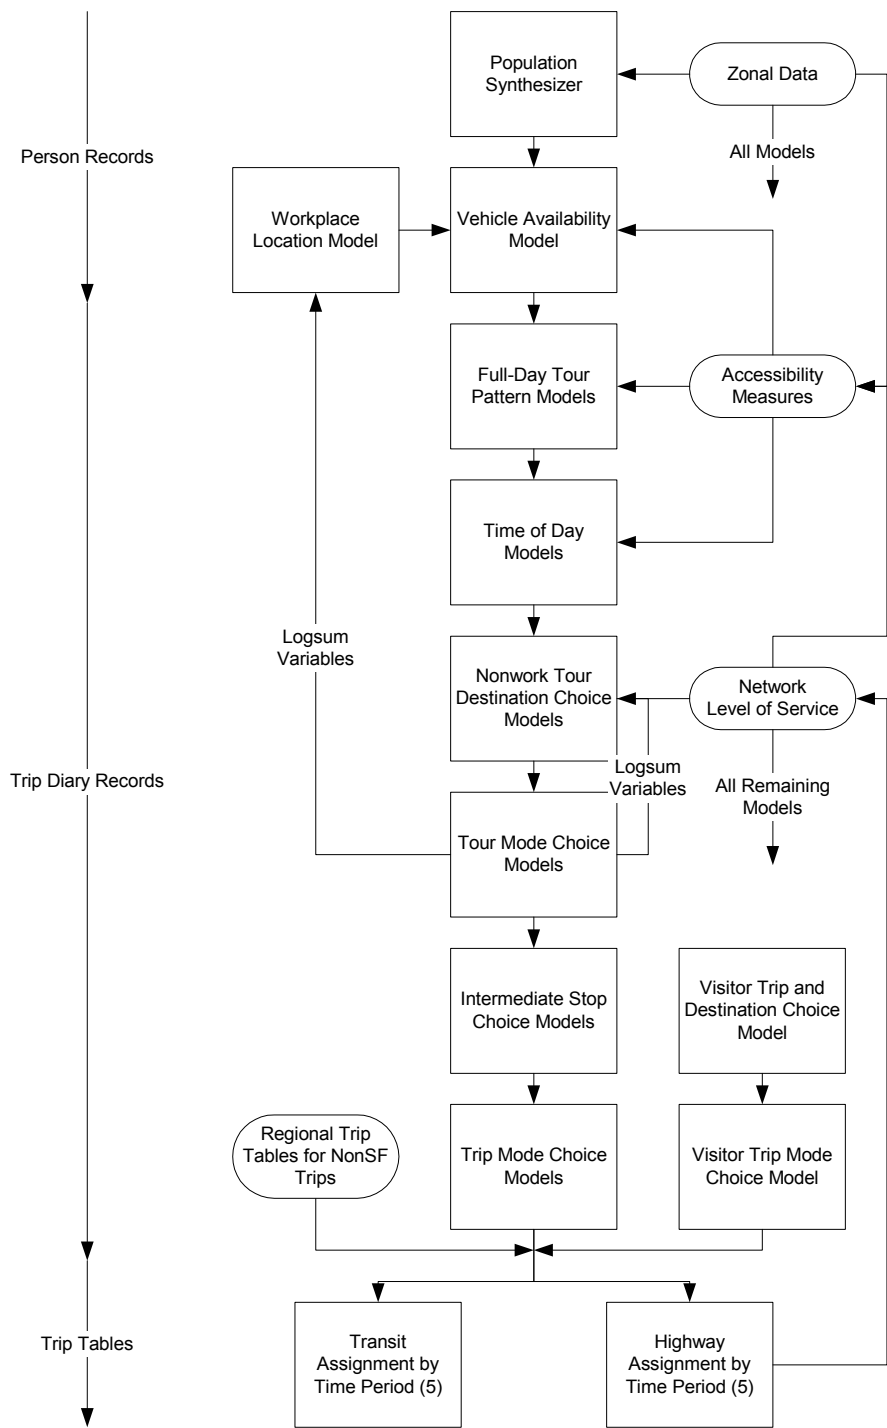 Population
Synthesizer
Zonal Data
Person Records
All Models
Workplace
Location Model
Vehicle Availability
Model
Full-Day Tour
Pattern Models
Accessibility
Measures
Time of Day
Models
Logsum
Variables
Nonwork Tour
Destination Choice
Models
Network
Level of Service
Trip Diary Records
Logsum
Variables
All Remaining
Models
Tour Mode Choice
Models
Intermediate Stop
Choice Models
Visitor Trip and
Destination Choice
Model
Regional Trip
Tables for NonSF
Trips
Trip Mode Choice
Models
Visitor Trip Mode
Choice Model
Trip Tables
Transit
Assignment by
Time Period (5)
Highway
Assignment by
Time Period (5)